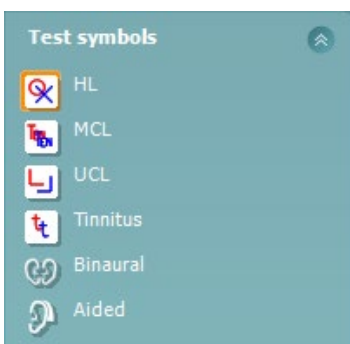 Test symbols
HL
MCL
UCL
t t Tinnitus
Binaural
Aided